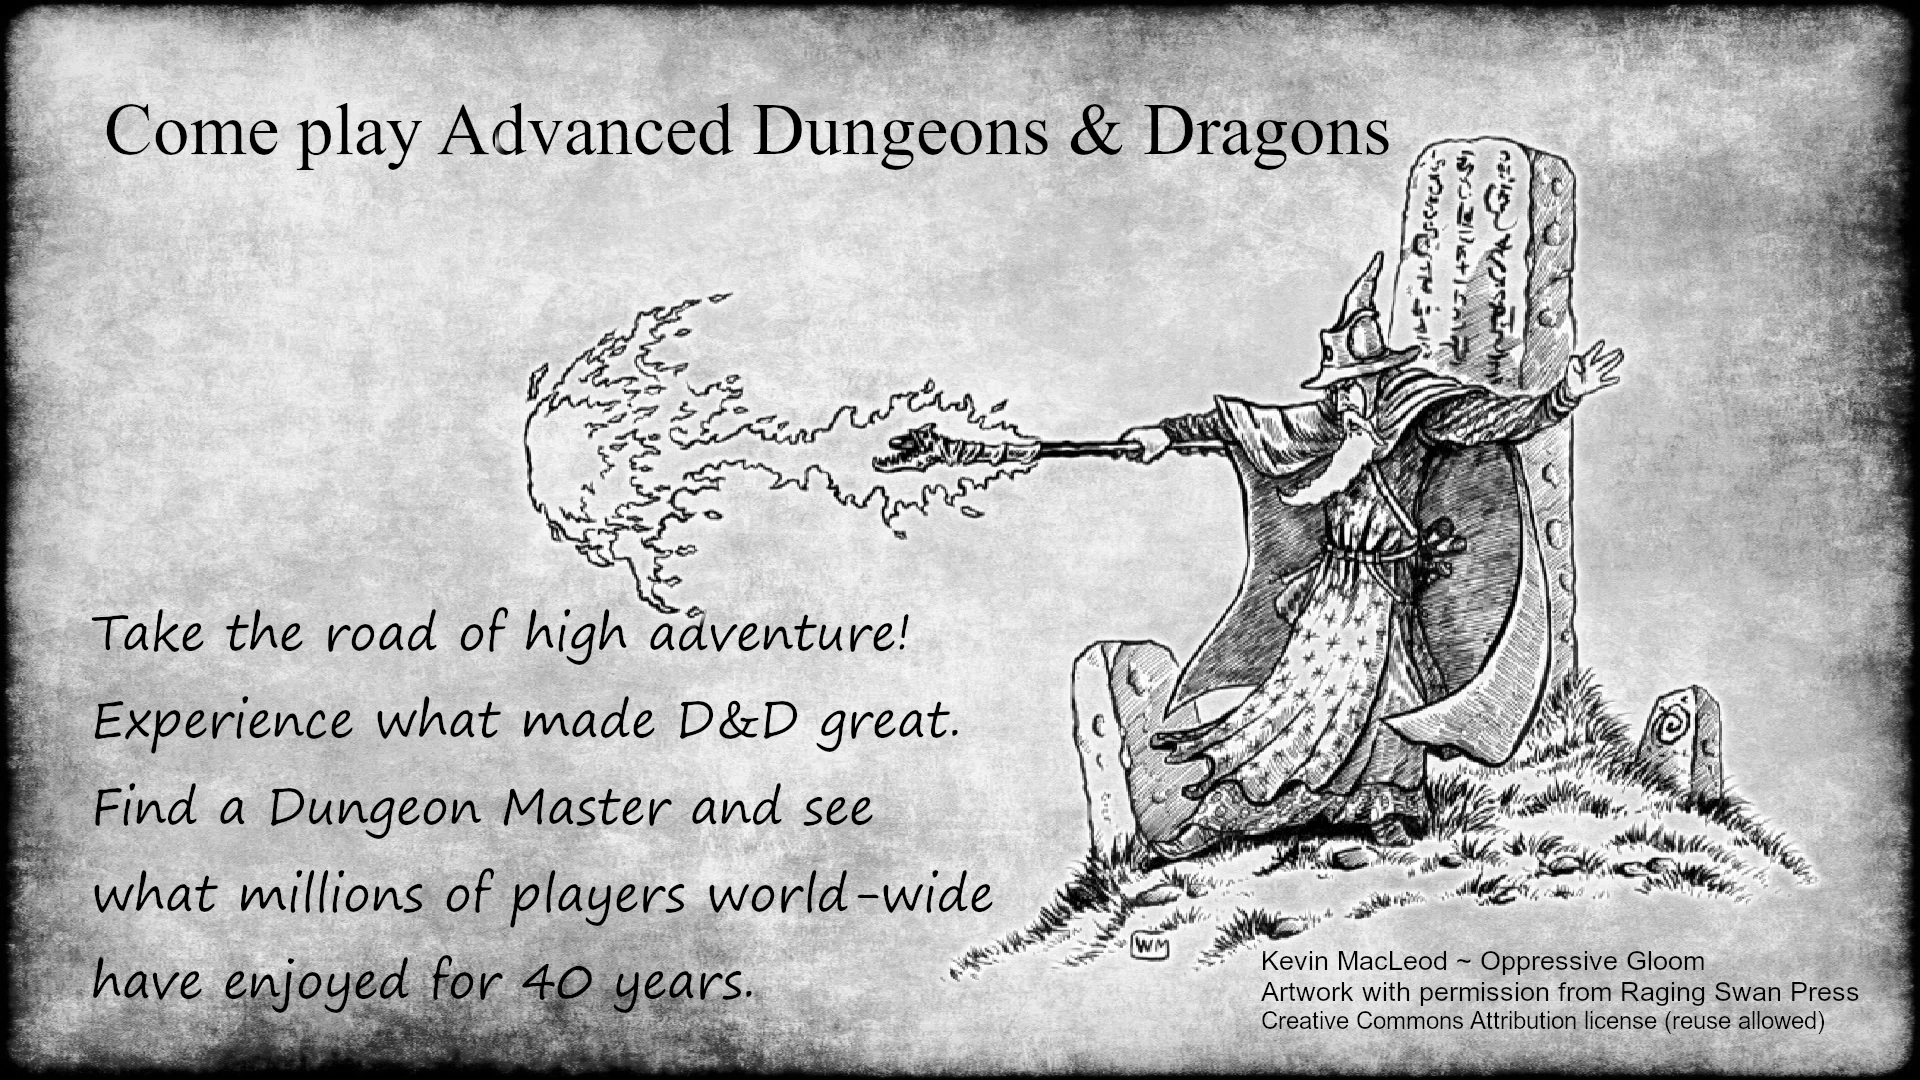 Come play Advanced Dungeons & Dragons
Take the road of high adventure!
Experience what made D&D great.
Find a Dungeon Master and see
what millions of players world-wide
have enjoyed for 40 years.
WM
Kevin MacLeod ~ Oppressive Gloom
Artwork with permission from Raging Swan Press
Creative Commons Attribution license (reuse allowed)